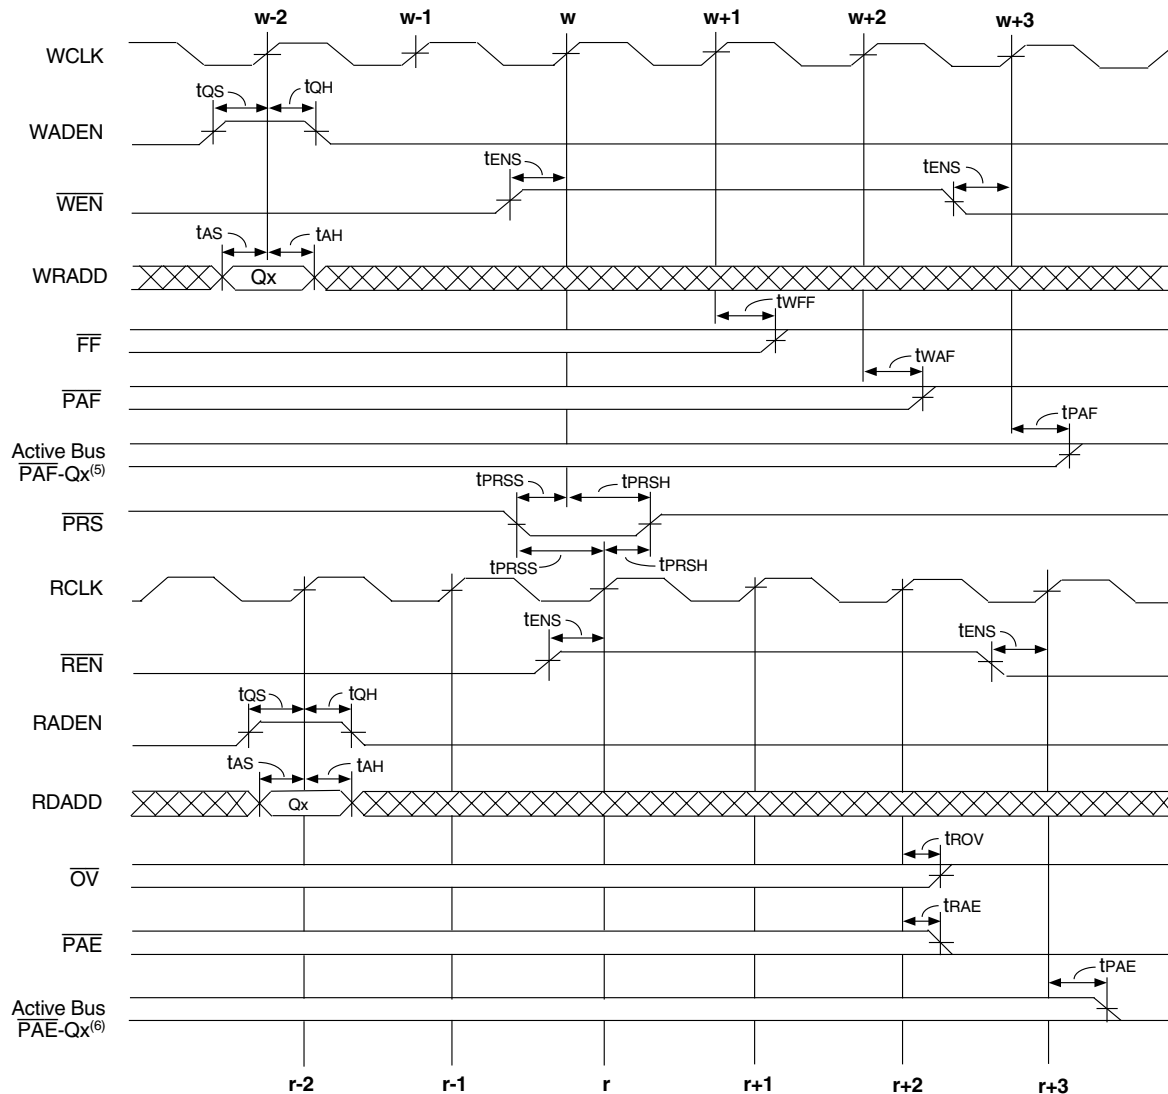 w-2 w-1 w w+1 w+2 w+3
WCLK
tQS tQH
WADEN
tENS tENS
WEN
tAS tAH
WRADD Qx
tWFF
FF
tWAF
PAF
tPAF
Active Bus
PAF-Qx(5)
tPRSS tPRSH
PRS
tPRSS tPRSH
RCLK
tENS tENS
REN
tQS tQH
RADEN
tAS tAH
RDADD Qx
tROV
OV
tRAE
PAE
tPAE
Active Bus
PAE-Qx(6)
r-2 r-1 r r+1 r+2 r+3